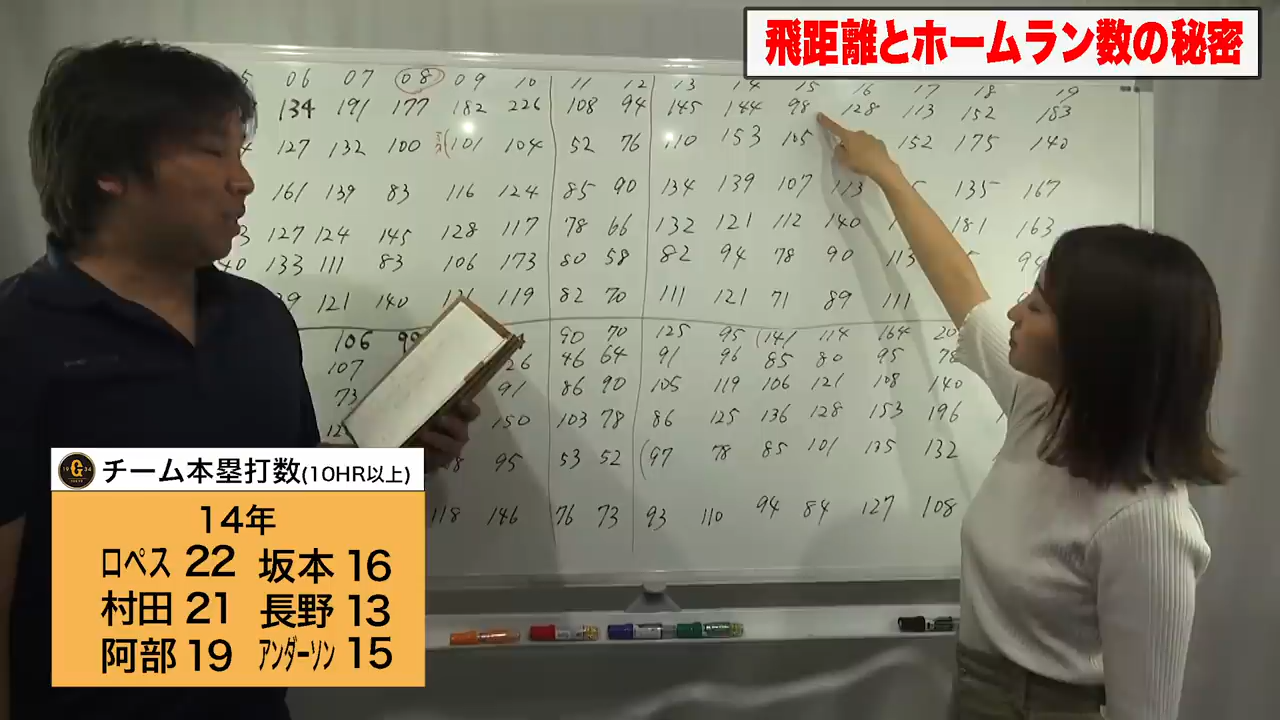 飛距離とホームラン数の秘密
5 06 07 08 09 10 11 12 13 14 15 16 17 18 19
134 191 177 182 226 108 94 145 144 98 128 113 152 183
127 132 100 (101 104 52 76 110 153 105 152 175 140
161 139 83 116 124 85 90 134 139 107 113 135 167
3 127 124 145 128 117 78 66 132 121 112 140 181 163
40 133 111 83 106 173 80 58 82 94 78 90 113
121 140 119 82 70 111 121 71 89 111
106 90 70 125 95 (141 114 164
107 26 46 64 91 96 85 80 95 78
73 91 86 90 105 119 106 121 108 140
150 103 78 86 125 136 128 153 196
95 53 52 (97 78 85 101 135 132
118 146 76 73 93 110 94 84 127 108
チーム本塁打数(10HR以上)
14年
ロペス 22 坂本 16
村田 21 長野 13
阿部 19 アンダーソン 15